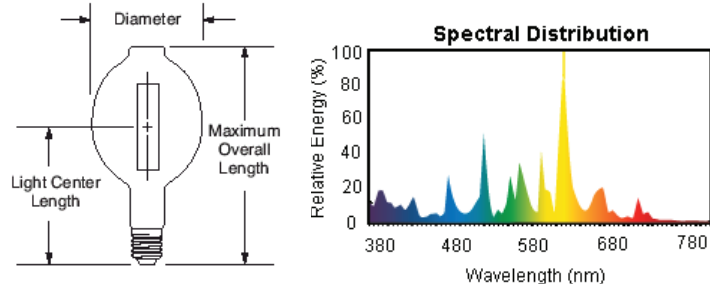 Diameter
Maximum
Overall
Length
Light Center
Length
Spectral Distribution
Relative Energy (%)
100
80
60
40
20
0
380 480 580 680 780
Wavelength (nm)